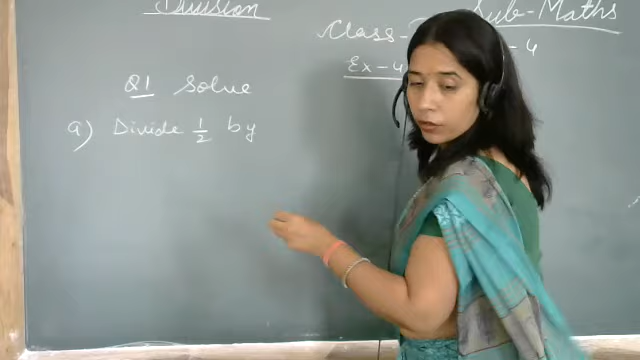 Division
Class-
Sub-Maths
Ex-4
-4
Q1 Solve
a) Divide 1/2 by